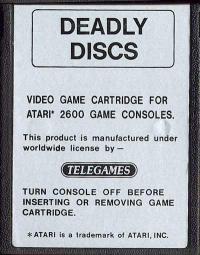 DEADLY
DISCS
VIDEO GAME CARTRIDGE FOR
ATARI* 2600 GAME CONSOLES.
This product is manufactured under
worldwide license by —
TELEGAMES
TURN CONSOLE OFF BEFORE
INSERTING OR REMOVING GAME
CARTRIDGE.
*ATARI is a trademark of ATARI, INC.